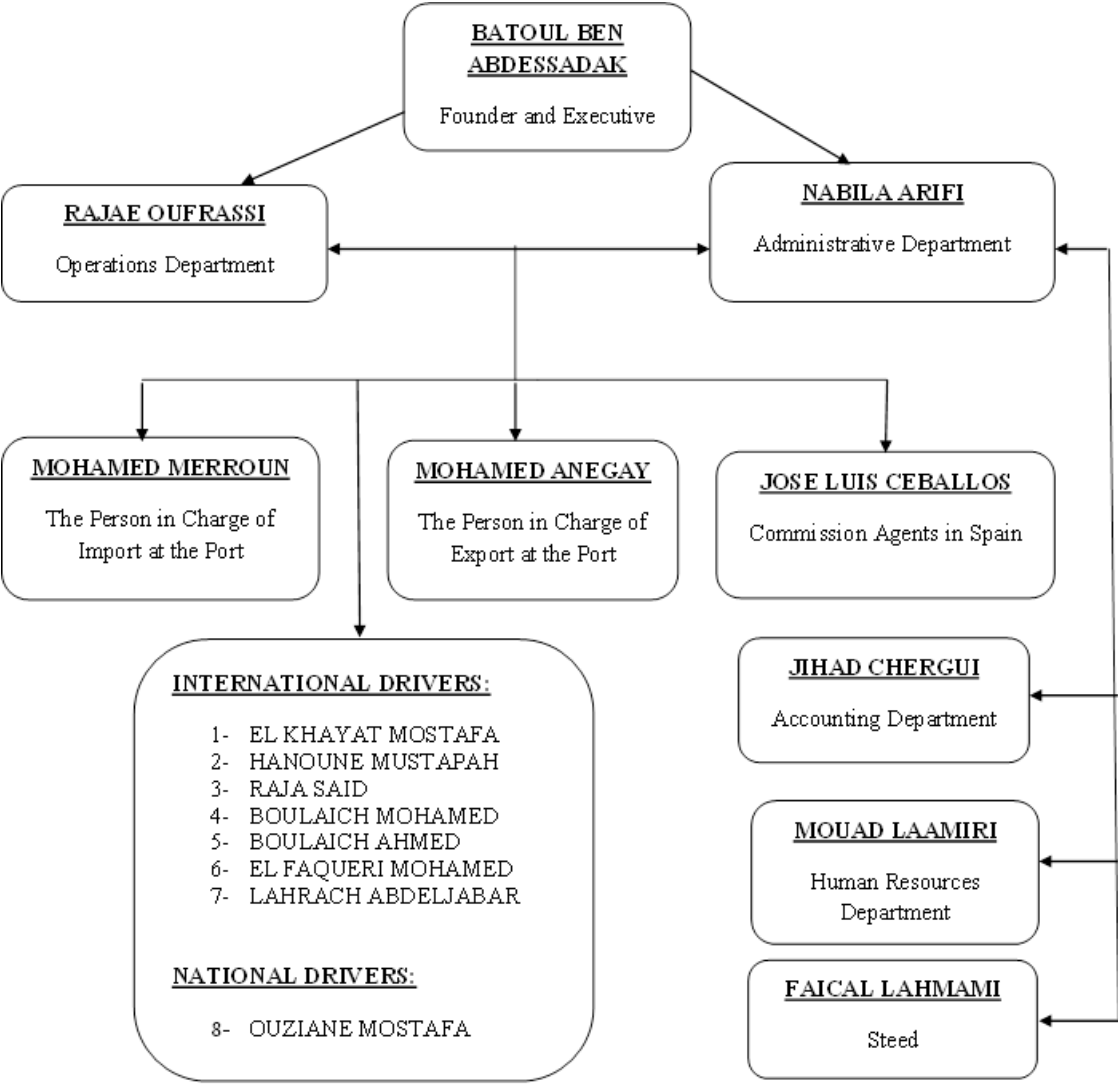 BATOUL BEN
ABDESSADAK
Founder and Executive
RAJAE OUFRASSI
Operations Department
NABILA ARIFI
Administrative Department
MOHAMED MERROUN
The Person in Charge of
Import at the Port
MOHAMED ANEGAY
The Person in Charge of
Export at the Port
JOSE LUIS CEBALLOS
Commission Agents in Spain
INTERNATIONAL DRIVERS:
1- EL KHAYAT MOSTAFA
2- HANOUNE MUSTAPAH
3- RAJA SAID
4- BOULAICH MOHAMED
5- BOULAICH AHMED
6- EL FAQUERI MOHAMED
7- LAHRACH ABDELJABAR
NATIONAL DRIVERS:
8- OUZIANE MOSTAFA
JIHAD CHERGUI
Accounting Department
MOUAD LAAMIRI
Human Resources
Department
FAICAL LAHMAMI
Steed